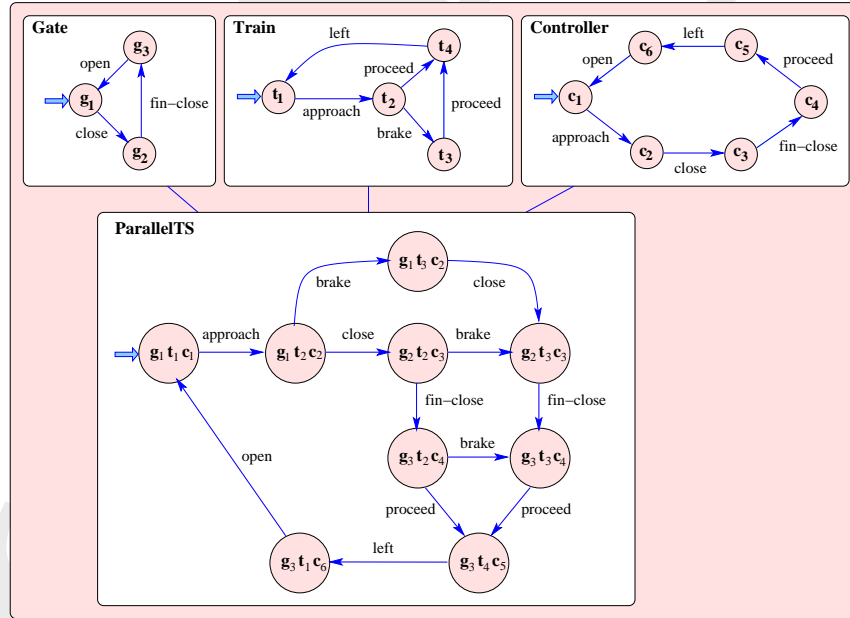 Gate
g3
open
g1
fin−close
close
g2
Train
left
t4
proceed
t1
t2
approach
proceed
brake
t3
Controller
left
c6
c5
open
proceed
c1
c4
approach
fin−close
c2
c3
close
ParallelTS
g1 t3 c2
brake
close
approach
close
brake
g1 t1 c1
g1 t2 c2
g2 t2 c3
g2 t3 c3
fin−close
fin−close
brake
open
g3 t2 c4
g3 t3 c4
proceed
proceed
left
g3 t1 c6
g3 t4 c5